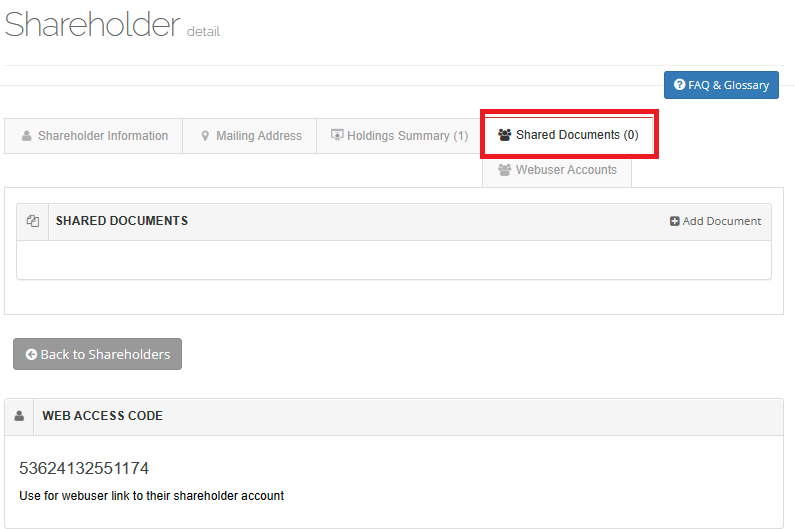 Shareholder detail
FAQ & Glossary
Shareholder Information
Mailing Address
Holdings Summary (1)
Shared Documents (0)
Webuser Accounts
SHARED DOCUMENTS
Add Document
Back to Shareholders
WEB ACCESS CODE
53624132551174
Use for webuser link to their shareholder account